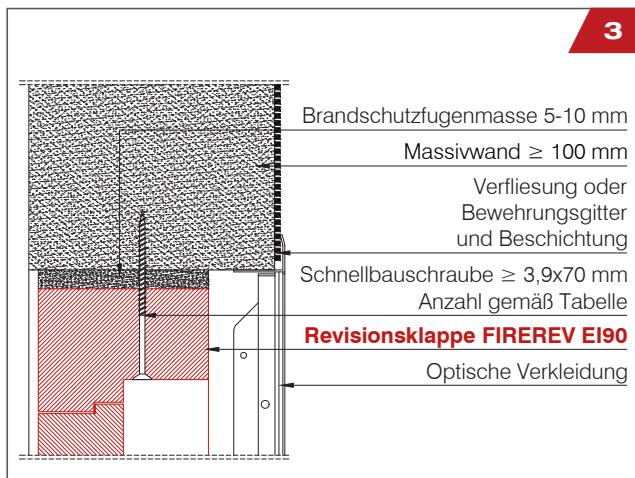 3
Brandschutzfugenmasse 5-10 mm
Massivwand ≥ 100 mm
Verfliesung oder
Bewehrungsgitter
und Beschichtung
Schnellbauschraube ≥ 3,9x70 mm
Anzahl gemäß Tabelle
Revisionsklappe FIREREV EI90
Optische Verkleidung